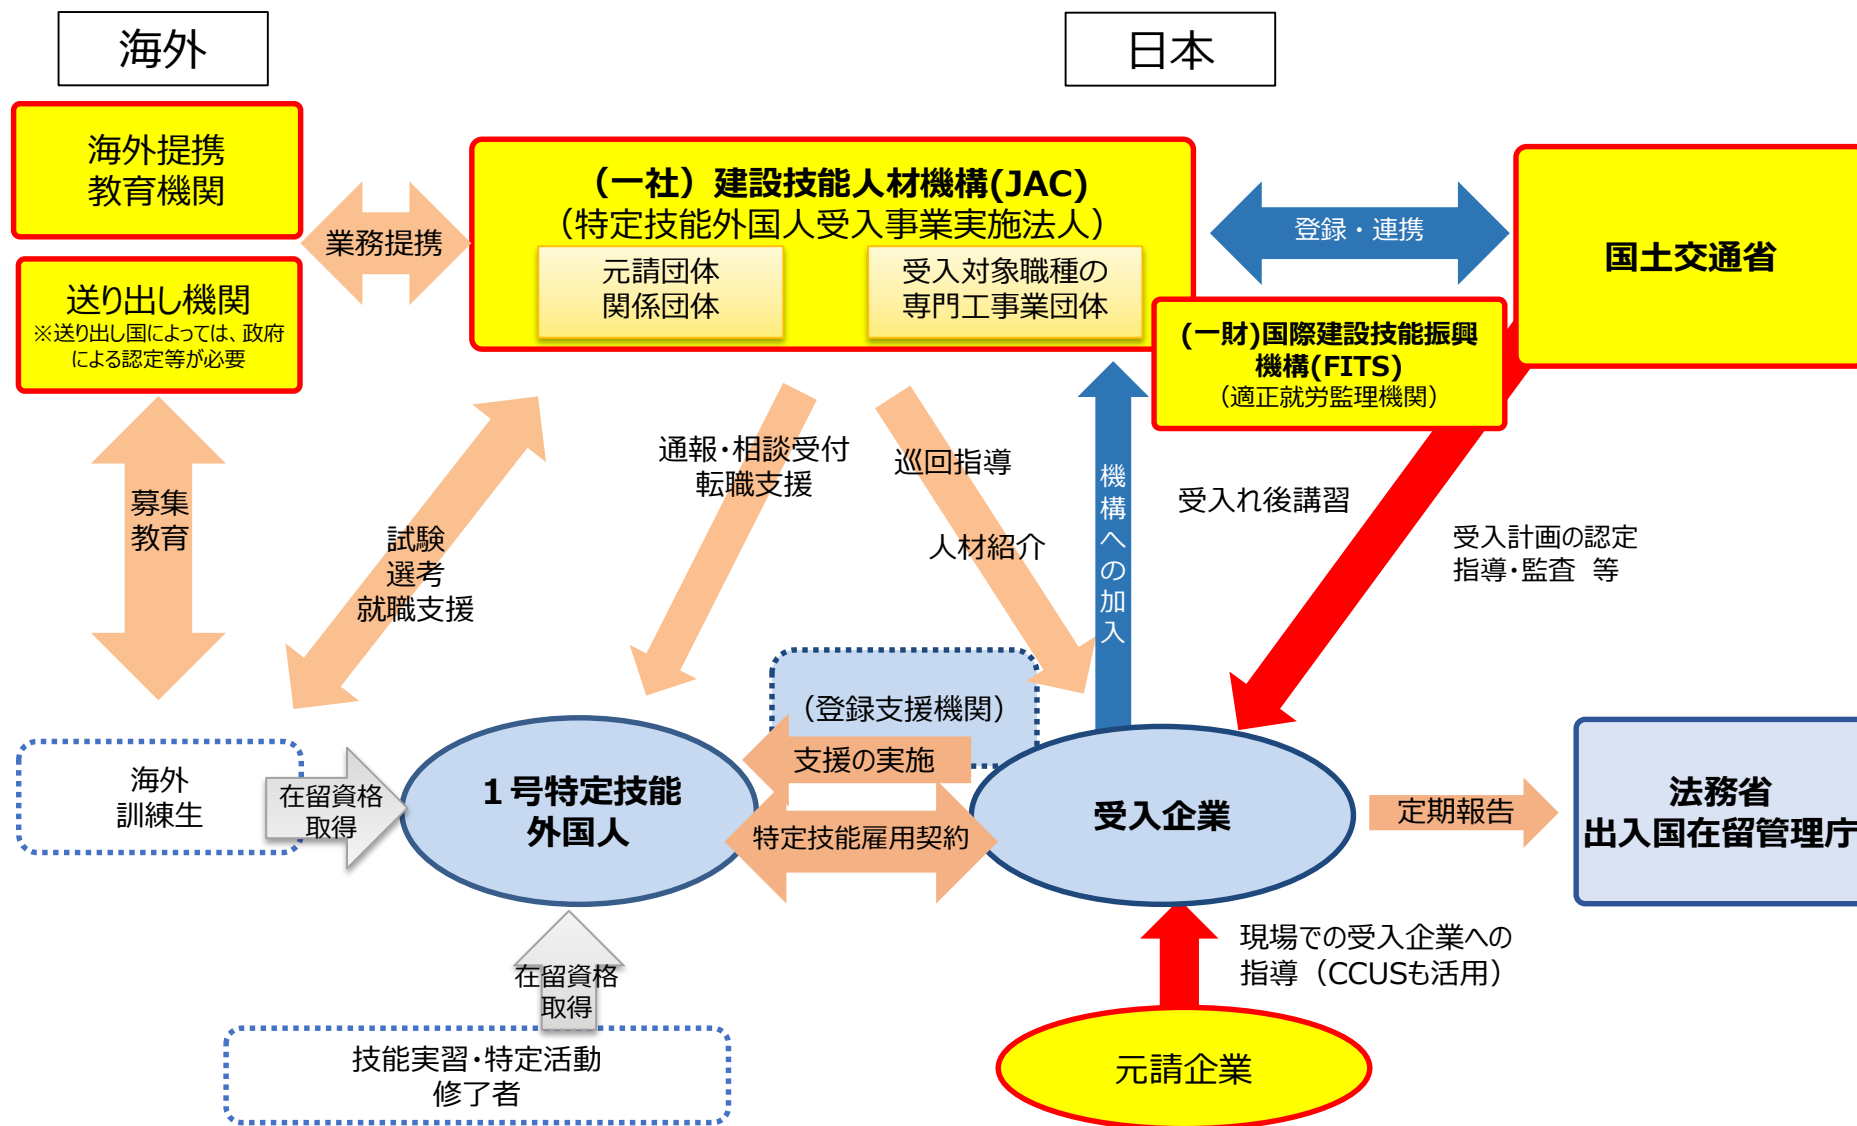 海外
日本
海外提携
教育機関
送り出し機関
※送り出し国によっては、政府
による認定等が必要
業務提携
（一社）建設技能人材機構(JAC)
（特定技能外国人受入事業実施法人）
元請団体
関係団体
受入対象職種の
専門工事業団体
登録・連携
国土交通省
(一財)国際建設技能振興
機構(FITS)
（適正就労監理機関）
募集
教育
試験
選考
就職支援
通報・相談受付
転職支援
巡回指導
人材紹介
機構への加入
受入れ後講習
受入計画の認定
指導・監査　等
海外
訓練生
在留資格
取得
１号特定技能
外国人
（登録支援機関）
支援の実施
特定技能雇用契約
受入企業
定期報告
法務省
出入国在留管理庁
在留資格
取得
技能実習・特定活動
修了者
現場での受入企業への
指導（CCUSも活用）
元請企業